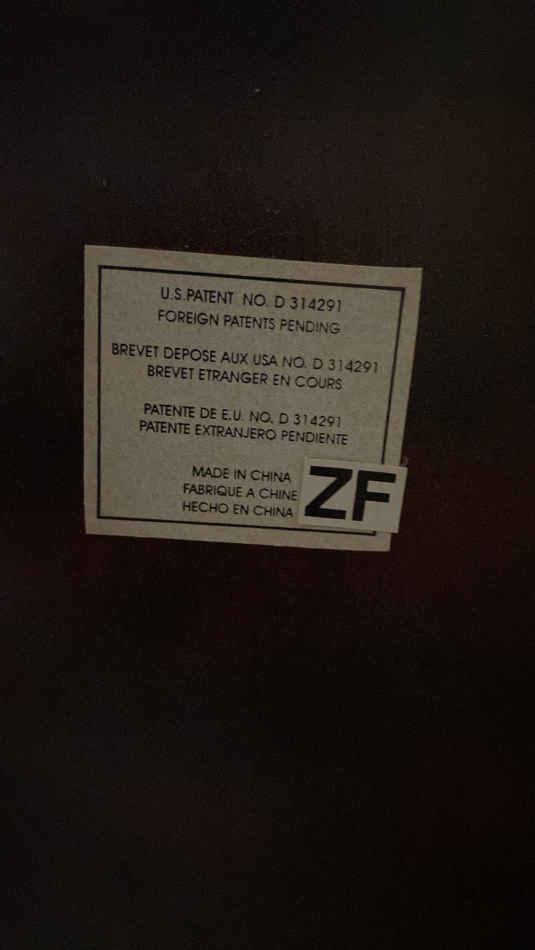 U.S.PATENT NO. D 314291
FOREIGN PATENTS PENDING
BREVET DEPOSE AUX USA NO. D 314291
BREVET ETRANGER EN COURS
PATENTE DE E.U. NO, D 314291
PATENTE EXTRANJERO PENDIENTE
MADE IN CHINA
FABRIQUE A CHINE
HECHO EN CHINA
ZF